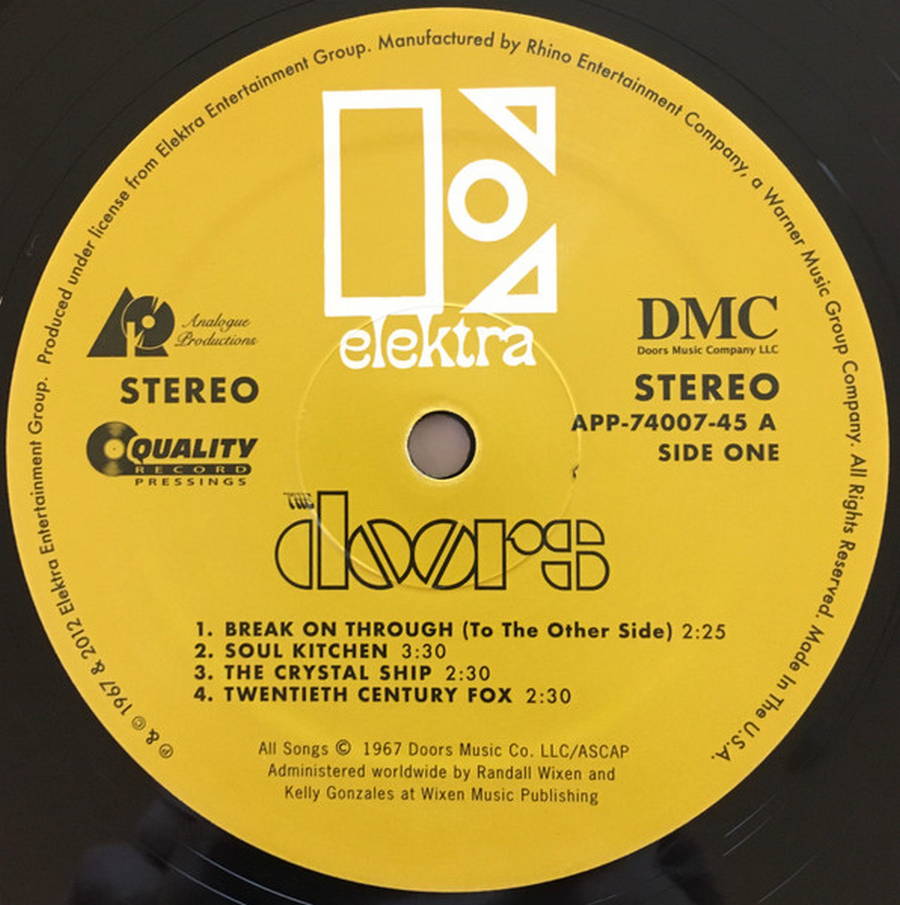 ℗ & © 1967 & 2012 Elektra Entertainment Group. Produced under license from Elektra Entertainment Group. Manufactured by Rhino Entertainment Company, a Warner Music Group Company. All Rights Reserved. Made In The U.S.A.
elektra
AP Analogue
Productions
STEREO
QUALITY
RECORD
PRESSINGS
DMC
Doors Music Company LLC
STEREO
APP-74007-45 A
SIDE ONE
THE
doors
1. BREAK ON THROUGH (To The Other Side) 2:25
2. SOUL KITCHEN 3:30
3. THE CRYSTAL SHIP 2:30
4. TWENTIETH CENTURY FOX 2:30
All Songs © 1967 Doors Music Co. LLC/ASCAP
Administered worldwide by Randall Wixen and
Kelly Gonzales at Wixen Music Publishing